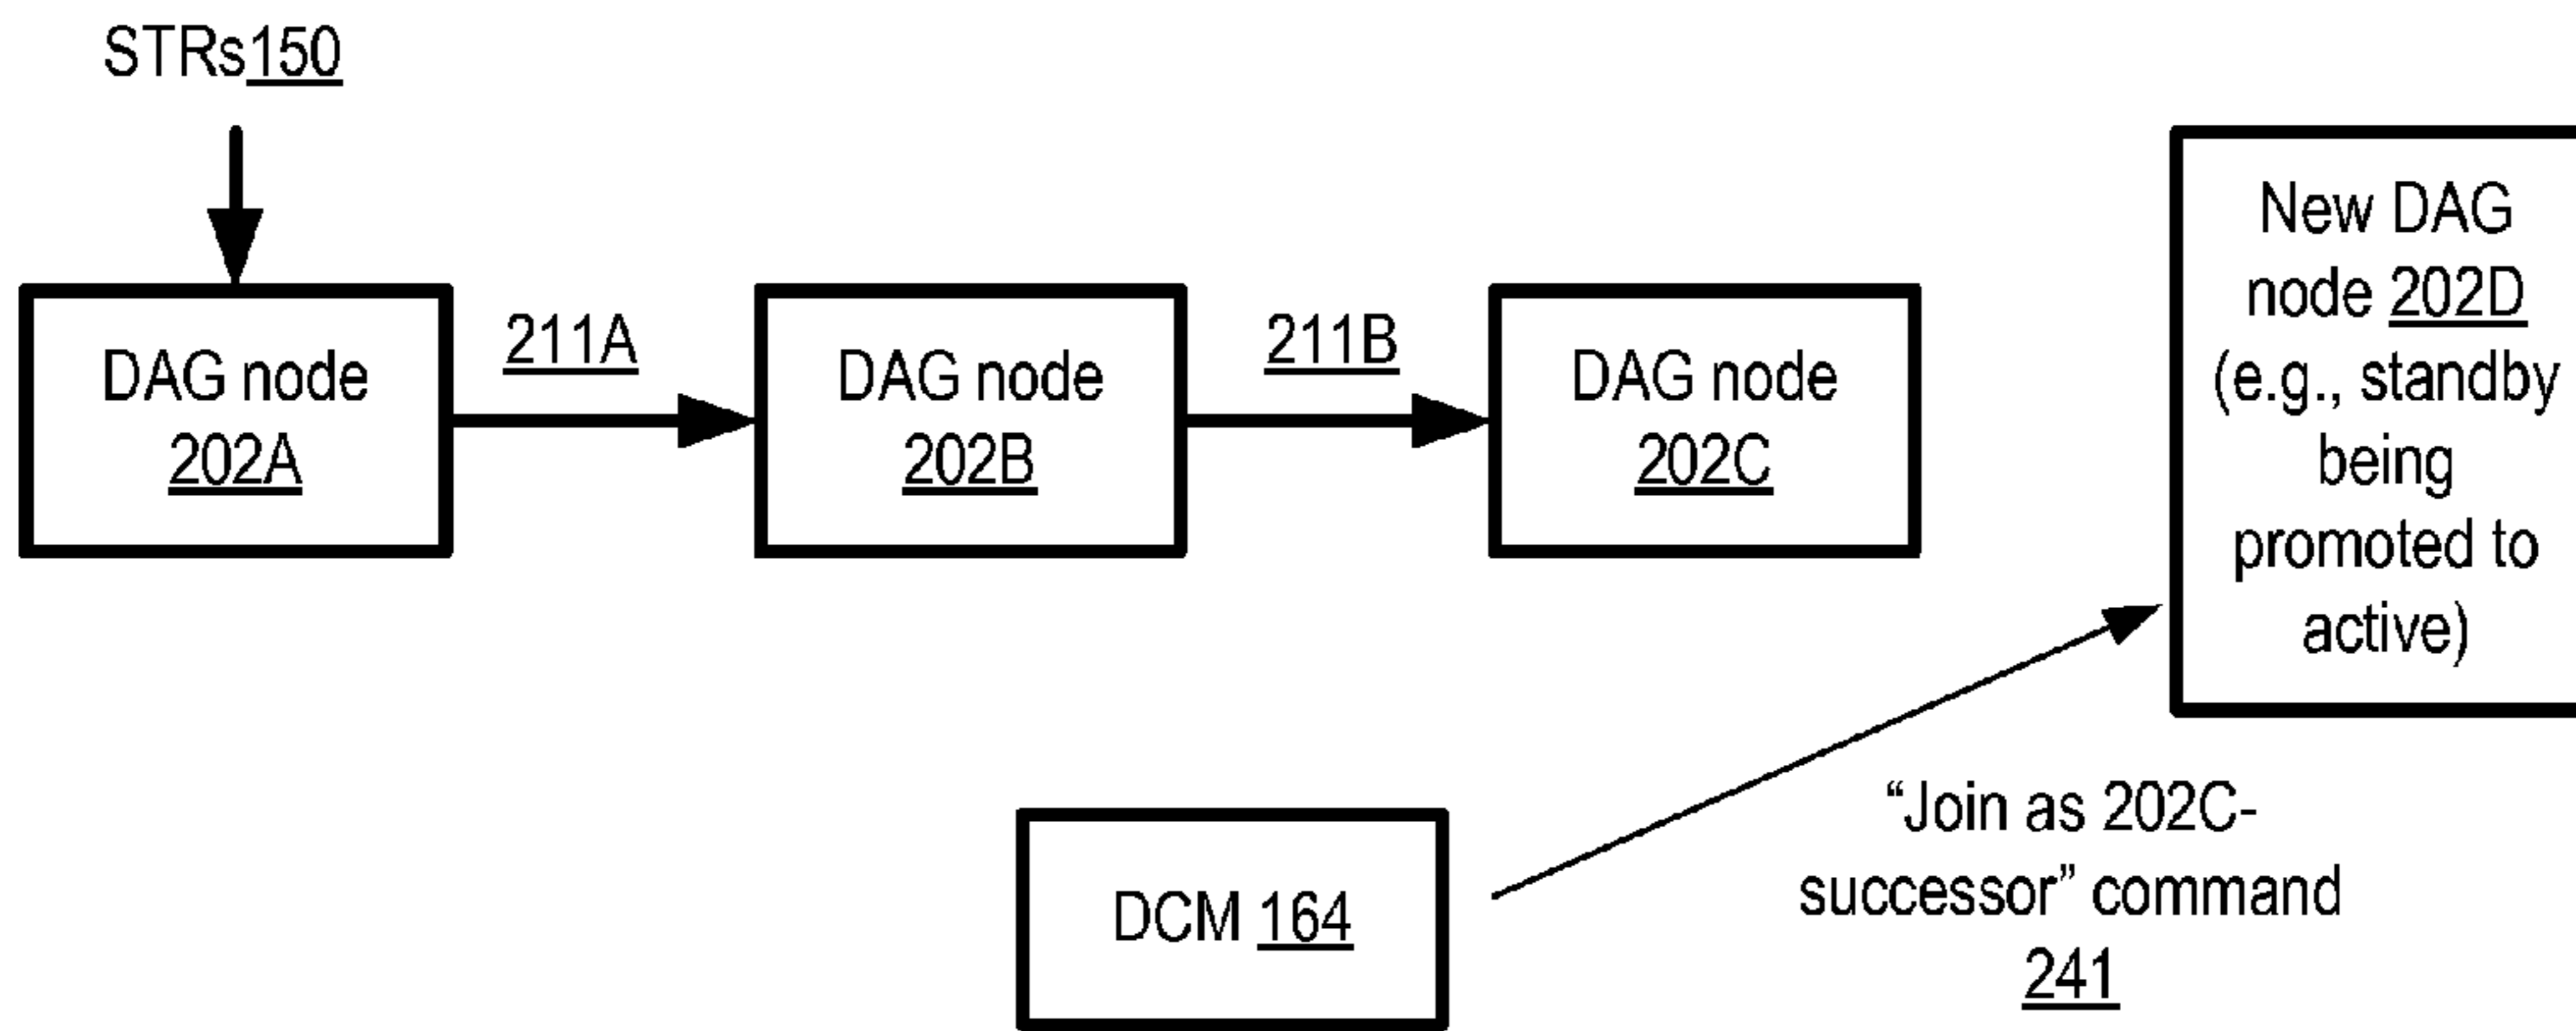 STRs150
DAG node
202A
211A
DAG node
202B
211B
DAG node
202C
New DAG
node 202D
(e.g., standby
being
promoted to
active)
DCM 164
“Join as 202C-
successor” command
241